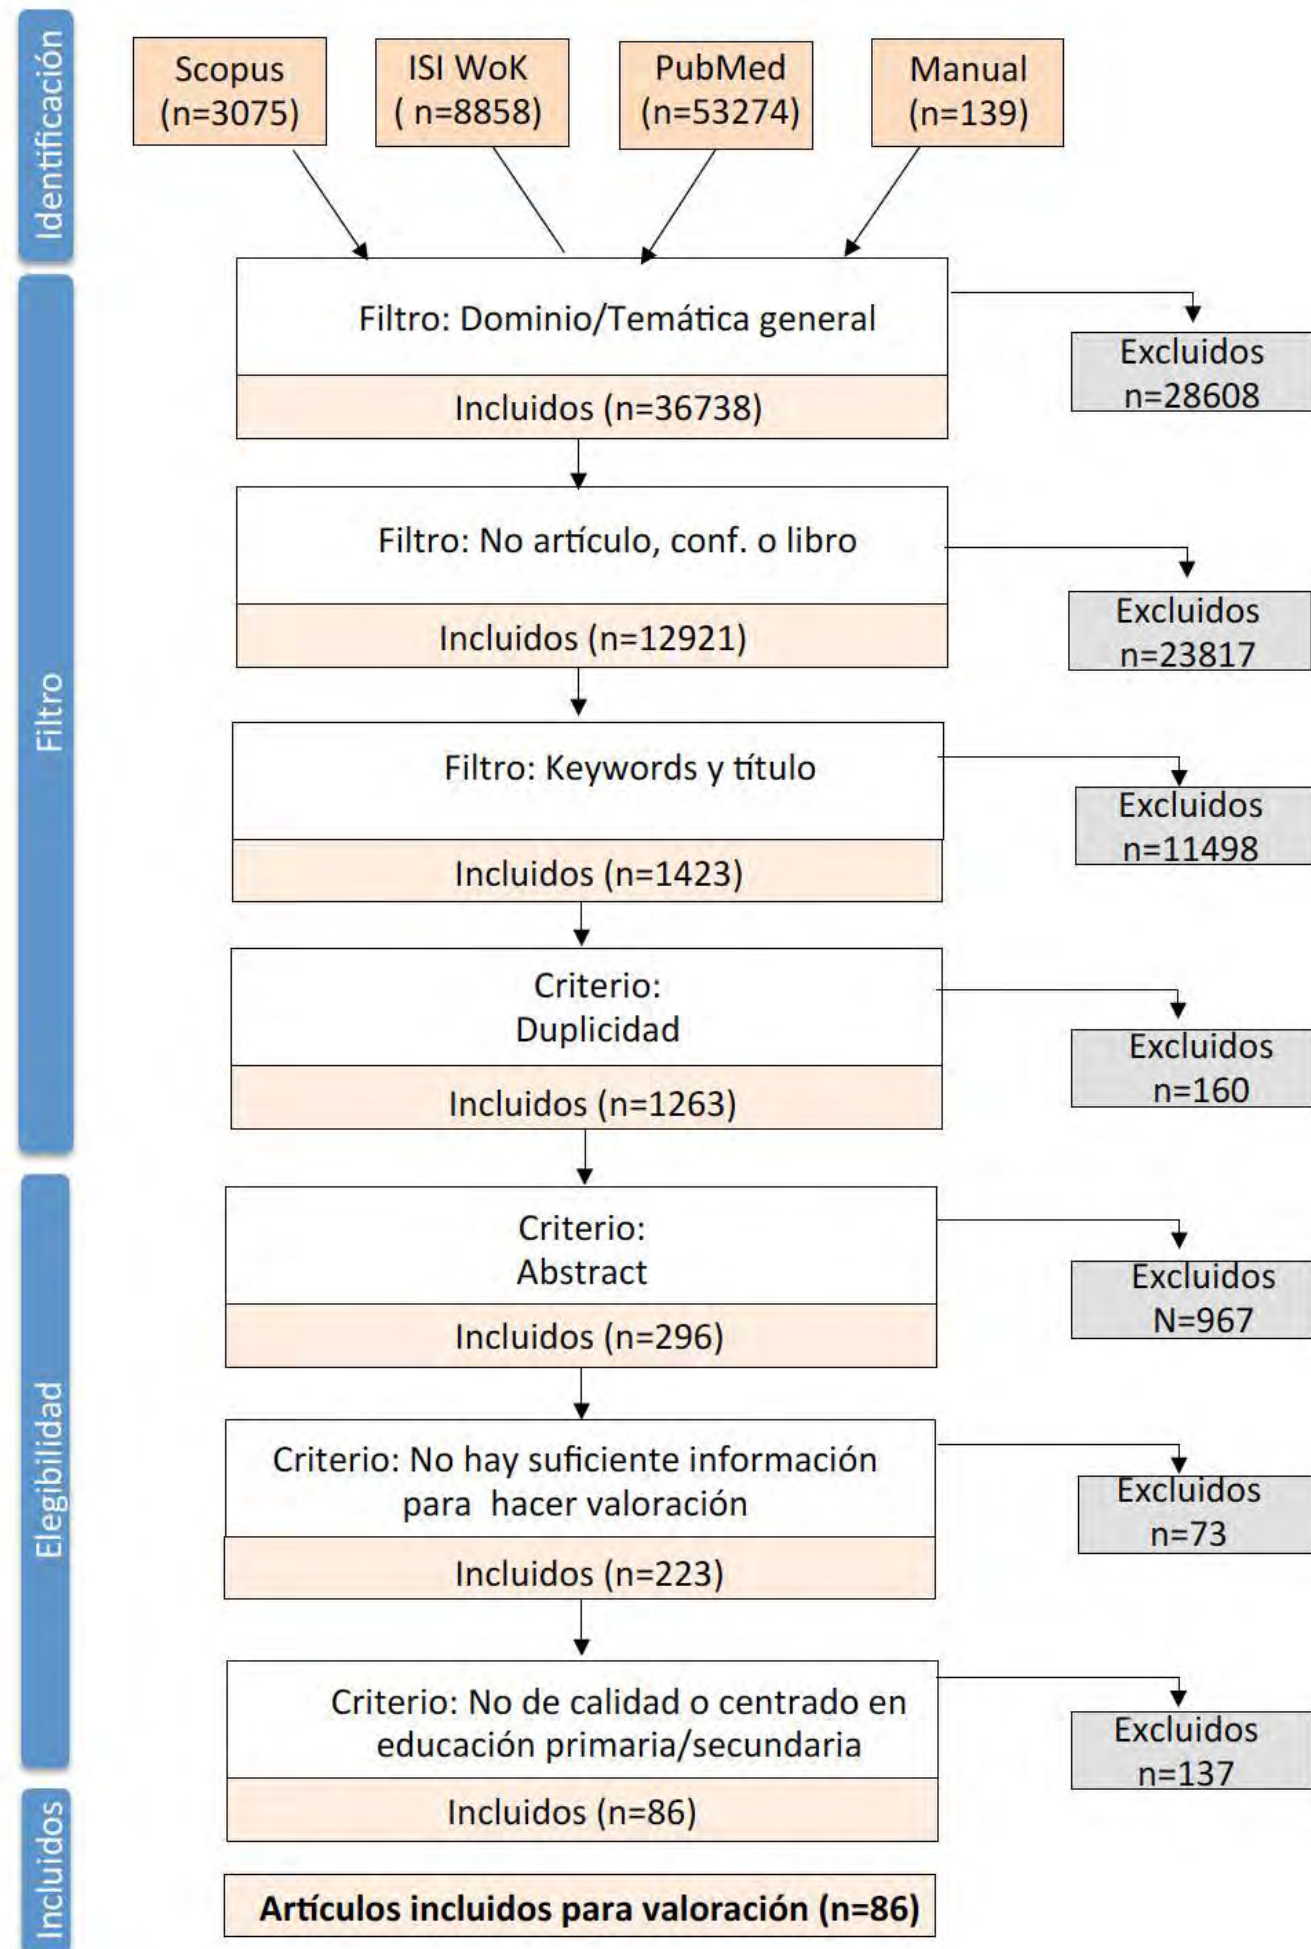 Identificación
Scopus
(n=3075)
ISI WoK
( n=8858)
PubMed
(n=53274)
Manual
(n=139)
Filtro
Filtro: Dominio/Temática general
Incluidos (n=36738)
Excluidos
n=28608
Filtro: No artículo, conf. o libro
Incluidos (n=12921)
Excluidos
n=23817
Filtro: Keywords y título
Incluidos (n=1423)
Excluidos
n=11498
Criterio:
Duplicidad
Incluidos (n=1263)
Excluidos
n=160
Elegibilidad
Criterio:
Abstract
Incluidos (n=296)
Excluidos
N=967
Criterio: No hay suficiente información
para  hacer valoración
Incluidos (n=223)
Excluidos
n=73
Criterio: No de calidad o centrado en
educación primaria/secundaria
Incluidos (n=86)
Excluidos
n=137
Incluidos
Artículos incluidos para valoración (n=86)